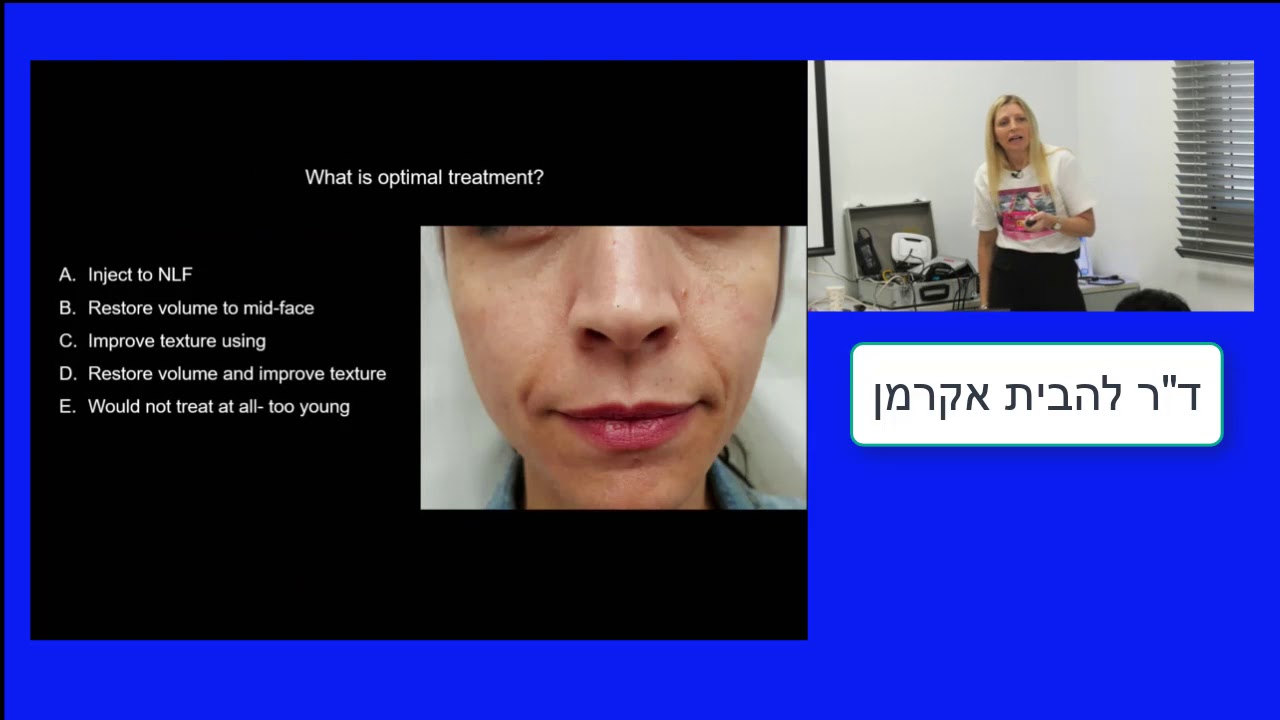 What is optimal treatment?
A. Inject to NLF
B. Restore volume to mid-face
C. Improve texture using
D. Restore volume and improve texture
E. Would not treat at all- too young
ד"ר להבית אקרמן